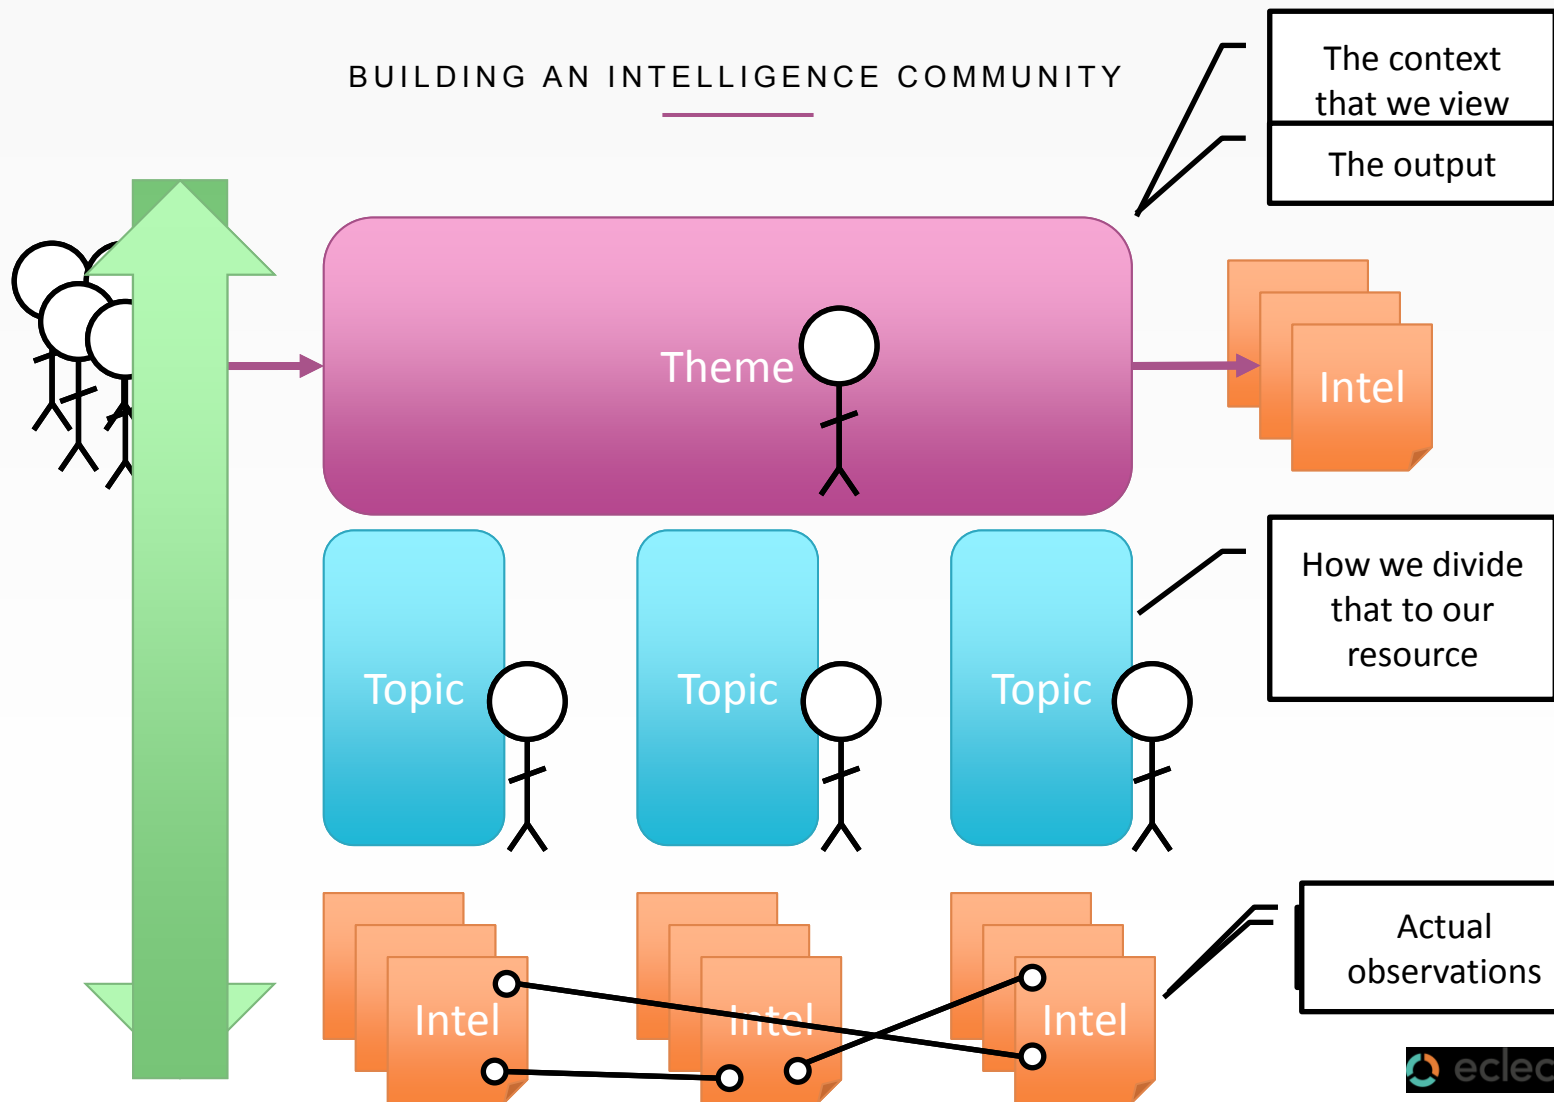 BUILDING AN INTELLIGENCE COMMUNITY
The context
that we view
The output
Theme
Intel
How we divide
that to our
resource
Topic
Topic
Topic
Actual
observations
Intel
Intel
Intel
eclec